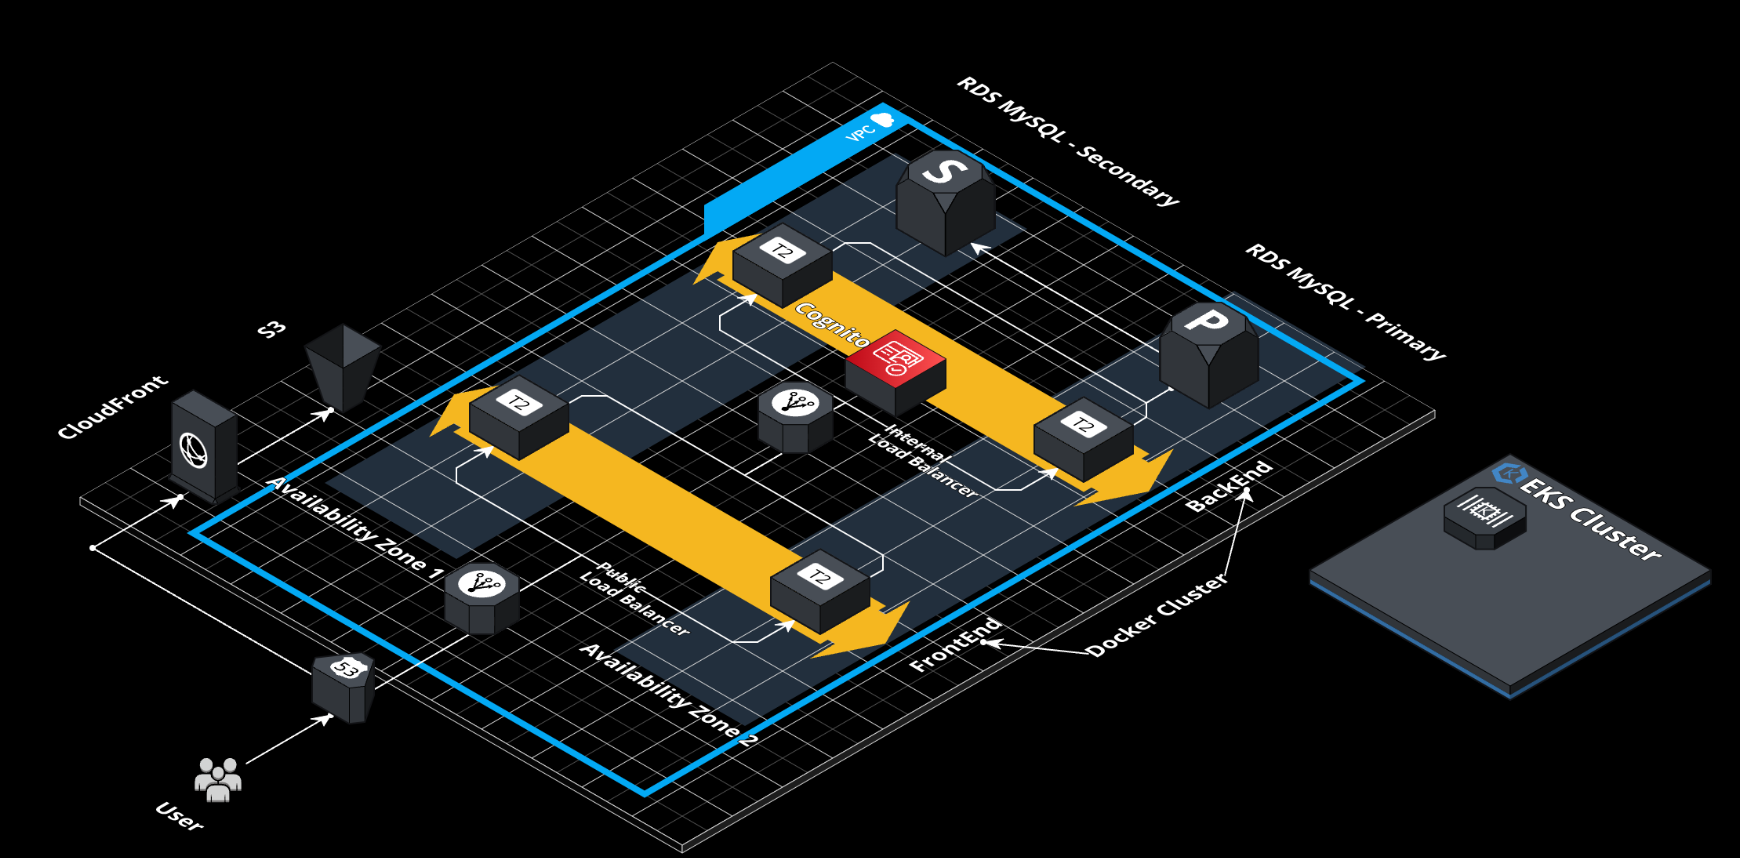 RDS MySQL - Secondary
VPC
S
RDS MySQL - Primary
T2
P
Cognito
S3
CloudFront
T2
T2
Internal
Load Balancer
BackEnd
EKS Cluster
K
K
Availability Zone 1
T2
Public
Load Balancer
Docker Cluster
FrontEnd
Availability Zone 2
53
User